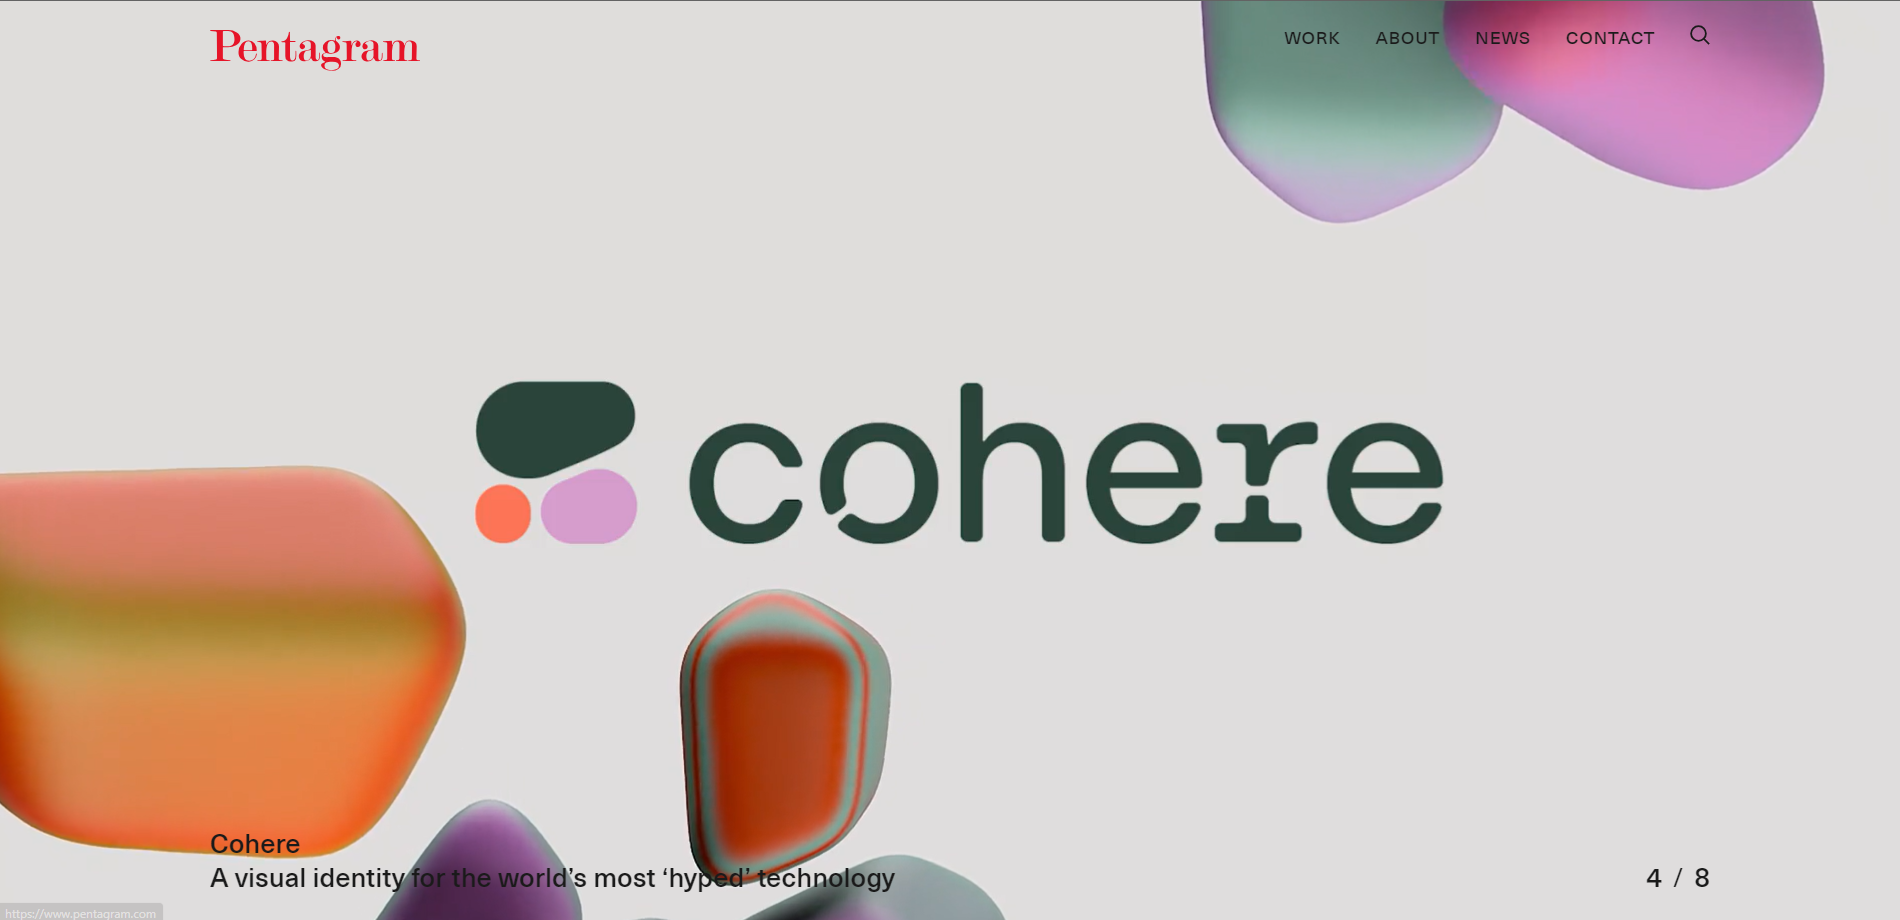 Pentagram
WORK ABOUT NEWS CONTACT
cohere
Cohere
A visual identity for the world’s most ‘hyped’ technology
4 / 8
https://www.pentagram.com